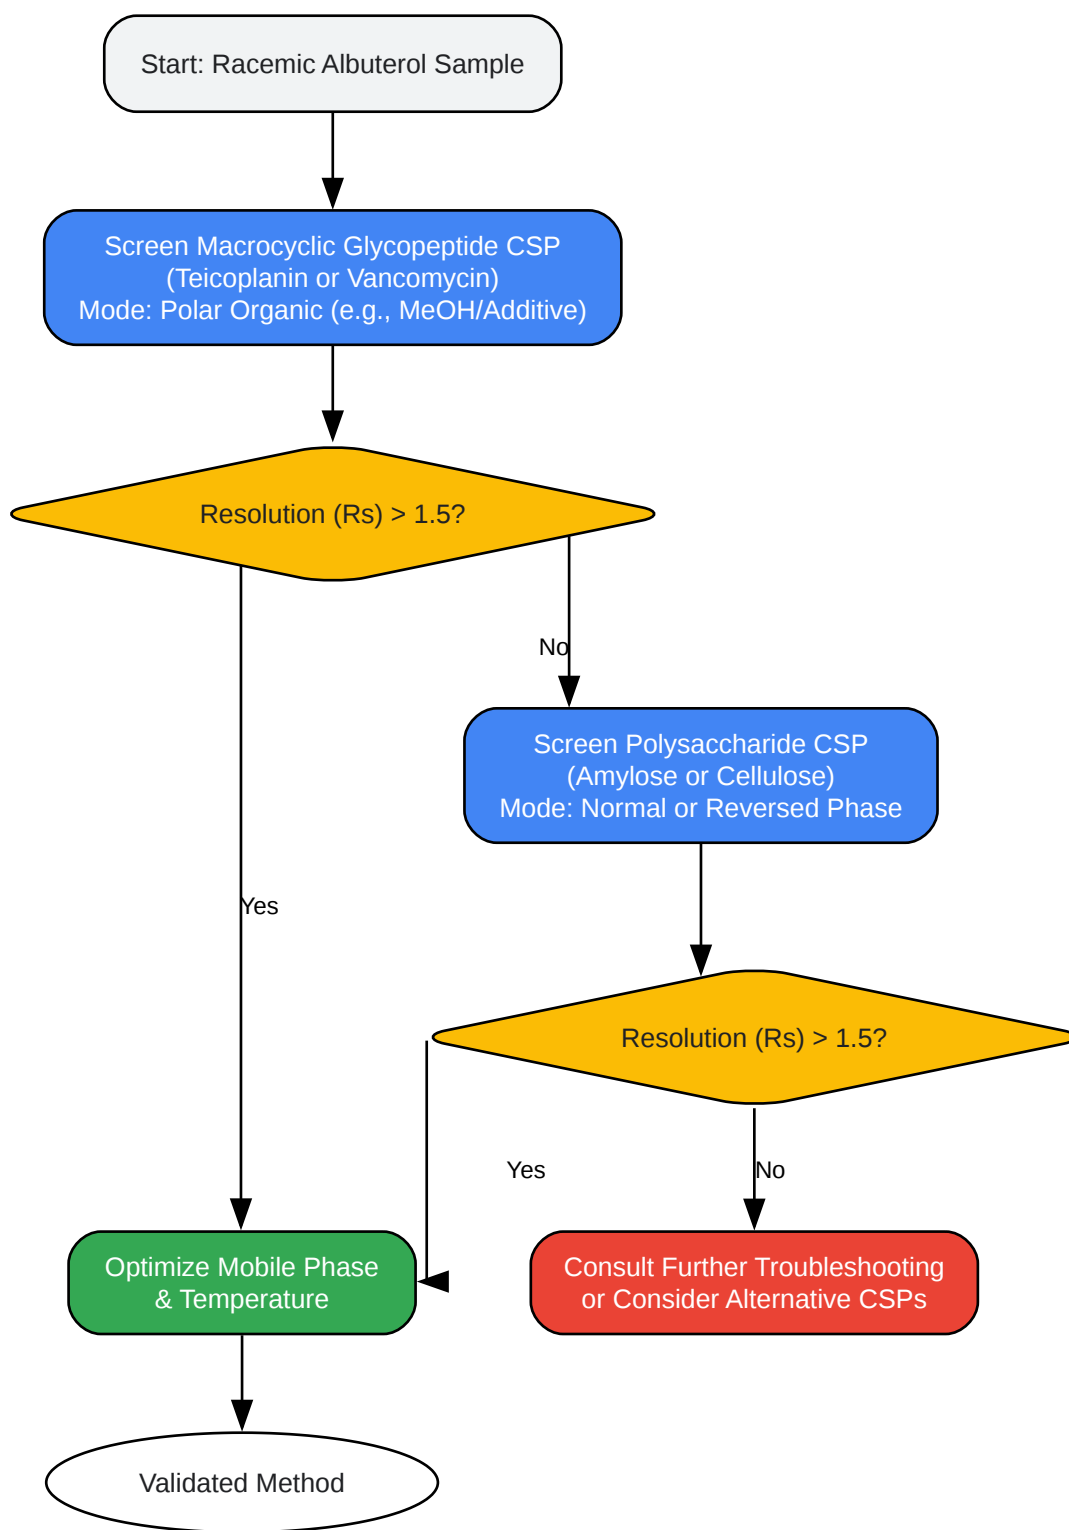 Start: Racemic Albuterol Sample
Screen Macrocyclic Glycopeptide CSP
(Teicoplanin or Vancomycin)
Mode: Polar Organic (e.g., MeOH/Additive)
Resolution (Rs) > 1.5?
No
Screen Polysaccharide CSP
(Amylose or Cellulose)
Mode: Normal or Reversed Phase
Yes
Resolution (Rs) > 1.5?
Yes
No
Optimize Mobile Phase
& Temperature
Consult Further Troubleshooting
or Consider Alternative CSPs
Validated Method